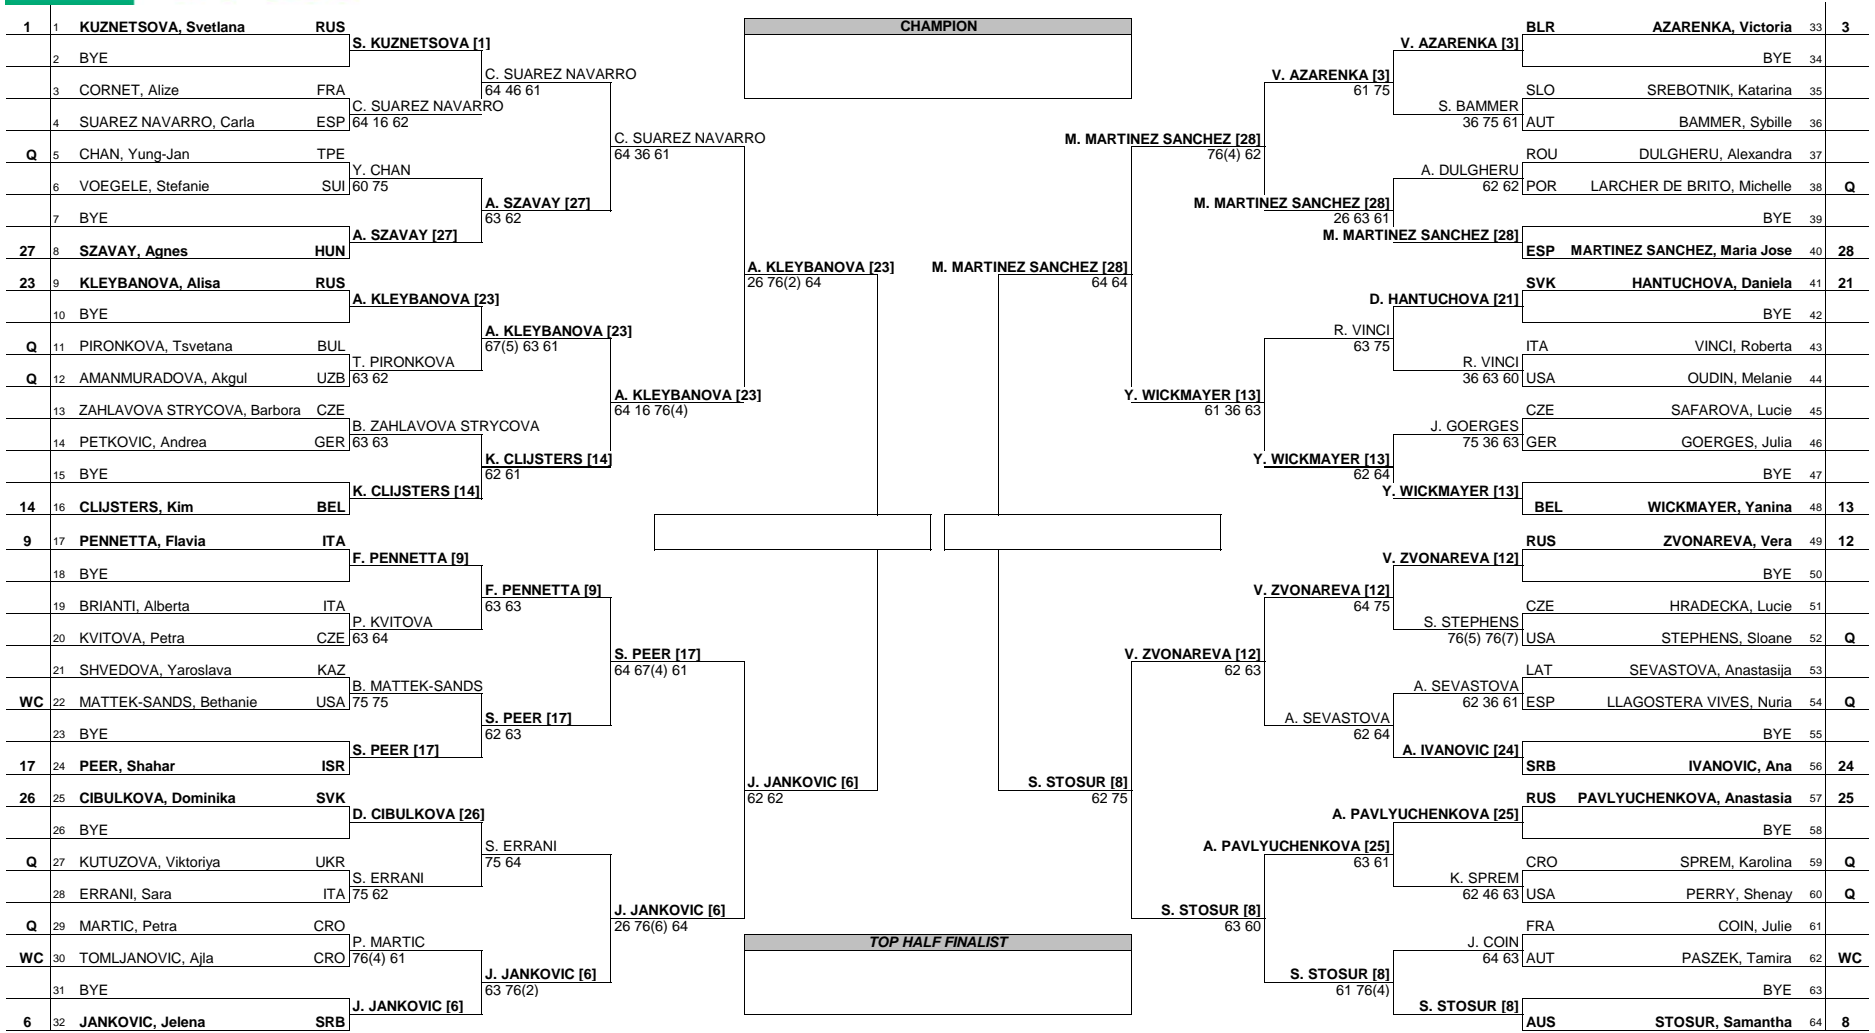 1 1 KUZNETSOVA, Svetlana RUS
2 BYE
3 CORNET, Alize FRA
4 SUAREZ NAVARRO, Carla ESP
Q 5 CHAN, Yung-Jan TPE
6 VOEGELE, Stefanie SUI
7 BYE
27 8 SZAVAY, Agnes HUN
23 9 KLEYBANOVA, Alisa RUS
10 BYE
Q 11 PIRONKOVA, Tsvetana BUL
Q 12 AMANMURADOVA, Akgul UZB
13 ZAHLAVOVA STRYCOVA, Barbora CZE
14 PETKOVIC, Andrea GER
15 BYE
14 16 CLIJSTERS, Kim BEL
9 17 PENNETTA, Flavia ITA
18 BYE
19 BRIANTI, Alberta ITA
20 KVITOVA, Petra CZE
21 SHVEDOVA, Yaroslava KAZ
WC 22 MATTEK-SANDS, Bethanie USA
23 BYE
17 24 PEER, Shahar ISR
26 25 CIBULKOVA, Dominika SVK
26 BYE
Q 27 KUTUZOVA, Viktoriya UKR
28 ERRANI, Sara ITA
Q 29 MARTIC, Petra CRO
WC 30 TOMLJANOVIC, Ajla CRO
31 BYE
6 32 JANKOVIC, Jelena SRB
S. KUZNETSOVA [1]
C. SUAREZ NAVARRO
64 16 62
Y. CHAN
60 75
A. SZAVAY [27]
A. KLEYBANOVA [23]
T. PIRONKOVA
63 62
B. ZAHLAVOVA STRYCOVA
63 63
K. CLIJSTERS [14]
F. PENNETTA [9]
P. KVITOVA
63 64
B. MATTEK-SANDS
75 75
S. PEER [17]
D. CIBULKOVA [26]
S. ERRANI
75 62
P. MARTIC
76(4) 61
J. JANKOVIC [6]
C. SUAREZ NAVARRO
64 46 61
A. SZAVAY [27]
63 62
A. KLEYBANOVA [23]
67(5) 63 61
K. CLIJSTERS [14]
62 61
F. PENNETTA [9]
63 63
S. PEER [17]
62 63
S. ERRANI
75 64
J. JANKOVIC [6]
63 76(2)
C. SUAREZ NAVARRO
64 36 61
A. KLEYBANOVA [23]
64 16 76(4)
S. PEER [17]
64 67(4) 61
J. JANKOVIC [6]
26 76(6) 64
A. KLEYBANOVA [23]
26 76(2) 64
J. JANKOVIC [6]
62 62
CHAMPION
TOP HALF FINALIST
M. MARTINEZ SANCHEZ [28]
64 64
S. STOSUR [8]
62 75
M. MARTINEZ SANCHEZ [28]
76(4) 62
Y. WICKMAYER [13]
61 36 63
V. ZVONAREVA [12]
62 63
S. STOSUR [8]
63 60
V. AZARENKA [3]
61 75
M. MARTINEZ SANCHEZ [28]
26 63 61
R. VINCI
63 75
Y. WICKMAYER [13]
62 64
V. ZVONAREVA [12]
64 75
A. SEVASTOVA
62 64
A. PAVLYUCHENKOVA [25]
63 61
S. STOSUR [8]
61 76(4)
V. AZARENKA [3]
S. BAMMER
36 75 61
A. DULGHERU
62 62
M. MARTINEZ SANCHEZ [28]
D. HANTUCHOVA [21]
R. VINCI
36 63 60
J. GOERGES
75 36 63
Y. WICKMAYER [13]
V. ZVONAREVA [12]
S. STEPHENS
76(5) 76(7)
A. SEVASTOVA
62 36 61
A. IVANOVIC [24]
A. PAVLYUCHENKOVA [25]
K. SPREM
62 46 63
J. COIN
64 63
S. STOSUR [8]
BLR AZARENKA, Victoria 33 3
BYE 34
SLO SREBOTNIK, Katarina 35
AUT BAMMER, Sybille 36
ROU DULGHERU, Alexandra 37
POR LARCHER DE BRITO, Michelle 38 Q
BYE 39
ESP MARTINEZ SANCHEZ, Maria Jose 40 28
SVK HANTUCHOVA, Daniela 41 21
BYE 42
ITA VINCI, Roberta 43
USA OUDIN, Melanie 44
CZE SAFAROVA, Lucie 45
GER GOERGES, Julia 46
BYE 47
BEL WICKMAYER, Yanina 48 13
RUS ZVONAREVA, Vera 49 12
BYE 50
CZE HRADECKA, Lucie 51
USA STEPHENS, Sloane 52 Q
LAT SEVASTOVA, Anastasija 53
ESP LLAGOSTERA VIVES, Nuria 54 Q
BYE 55
SRB IVANOVIC, Ana 56 24
RUS PAVLYUCHENKOVA, Anastasia 57 25
BYE 58
CRO SPREM, Karolina 59 Q
USA PERRY, Shenay 60 Q
FRA COIN, Julie 61
AUT PASZEK, Tamira 62 WC
BYE 63
AUS STOSUR, Samantha 64 8